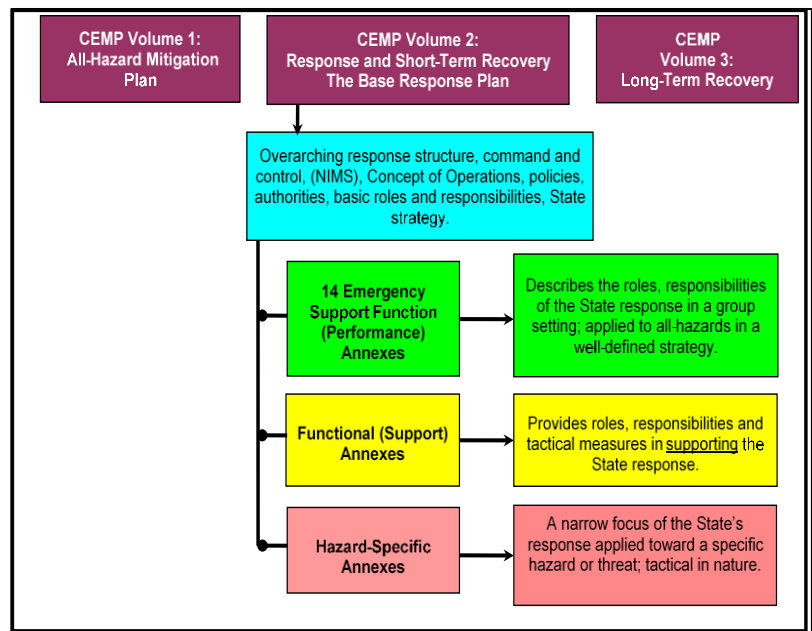 CEMP Volume 1:
All-Hazard Mitigation
Plan
CEMP Volume 2:
Response and Short-Term Recovery
The Base Response Plan
CEMP
Volume 3:
Long-Term Recovery
Overarching response structure, command and
control, (NIMS), Concept of Operations, policies,
authorities, basic roles and responsibilities, State
strategy.
14 Emergency
Support Function
(Performance)
Annexes
Describes the roles, responsibilities
of the State response in a group
setting; applied to all-hazards in a
well-defined strategy.
Functional (Support)
Annexes
Provides roles, responsibilities and
tactical measures in supporting the
State response.
Hazard-Specific
Annexes
A narrow focus of the State’s
response applied toward a specific
hazard or threat; tactical in nature.